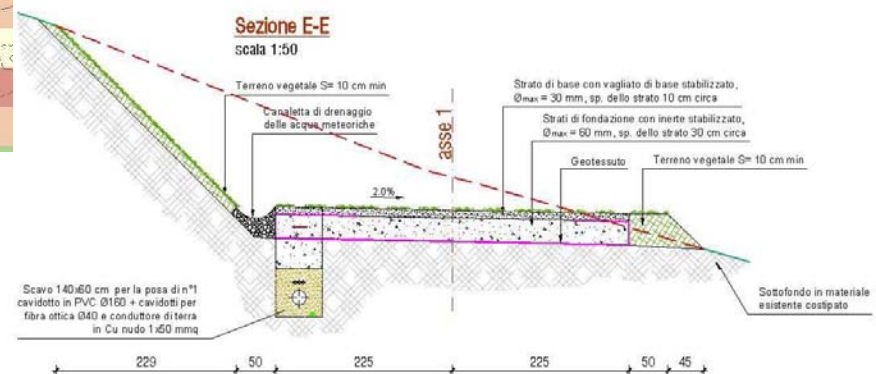 Sezione E-E
scala 1:50
Terreno vegetale S= 10 cm min
Canaletta di drenaggio
delle acque meteoriche
asse 1
Strato di base con vagliato di base stabilizzato,
Ømax = 30 mm, sp. dello strato 10 cm circa
Strati di fondazione con inerte stabilizzato,
Ømax = 60 mm, sp. dello strato 30 cm circa
Geotessuto
Terreno vegetale S= 10 cm min
2.0%
Scavo 140x60 cm per la posa di n°1
cavidotto in PVC Ø160 + cavidotti per
fibra ottica Ø40 e conduttore di terra
in Cu nudo 1x50 mmq
Sottofondo in materiale
esistente costipato
229 50 225 225 50 45